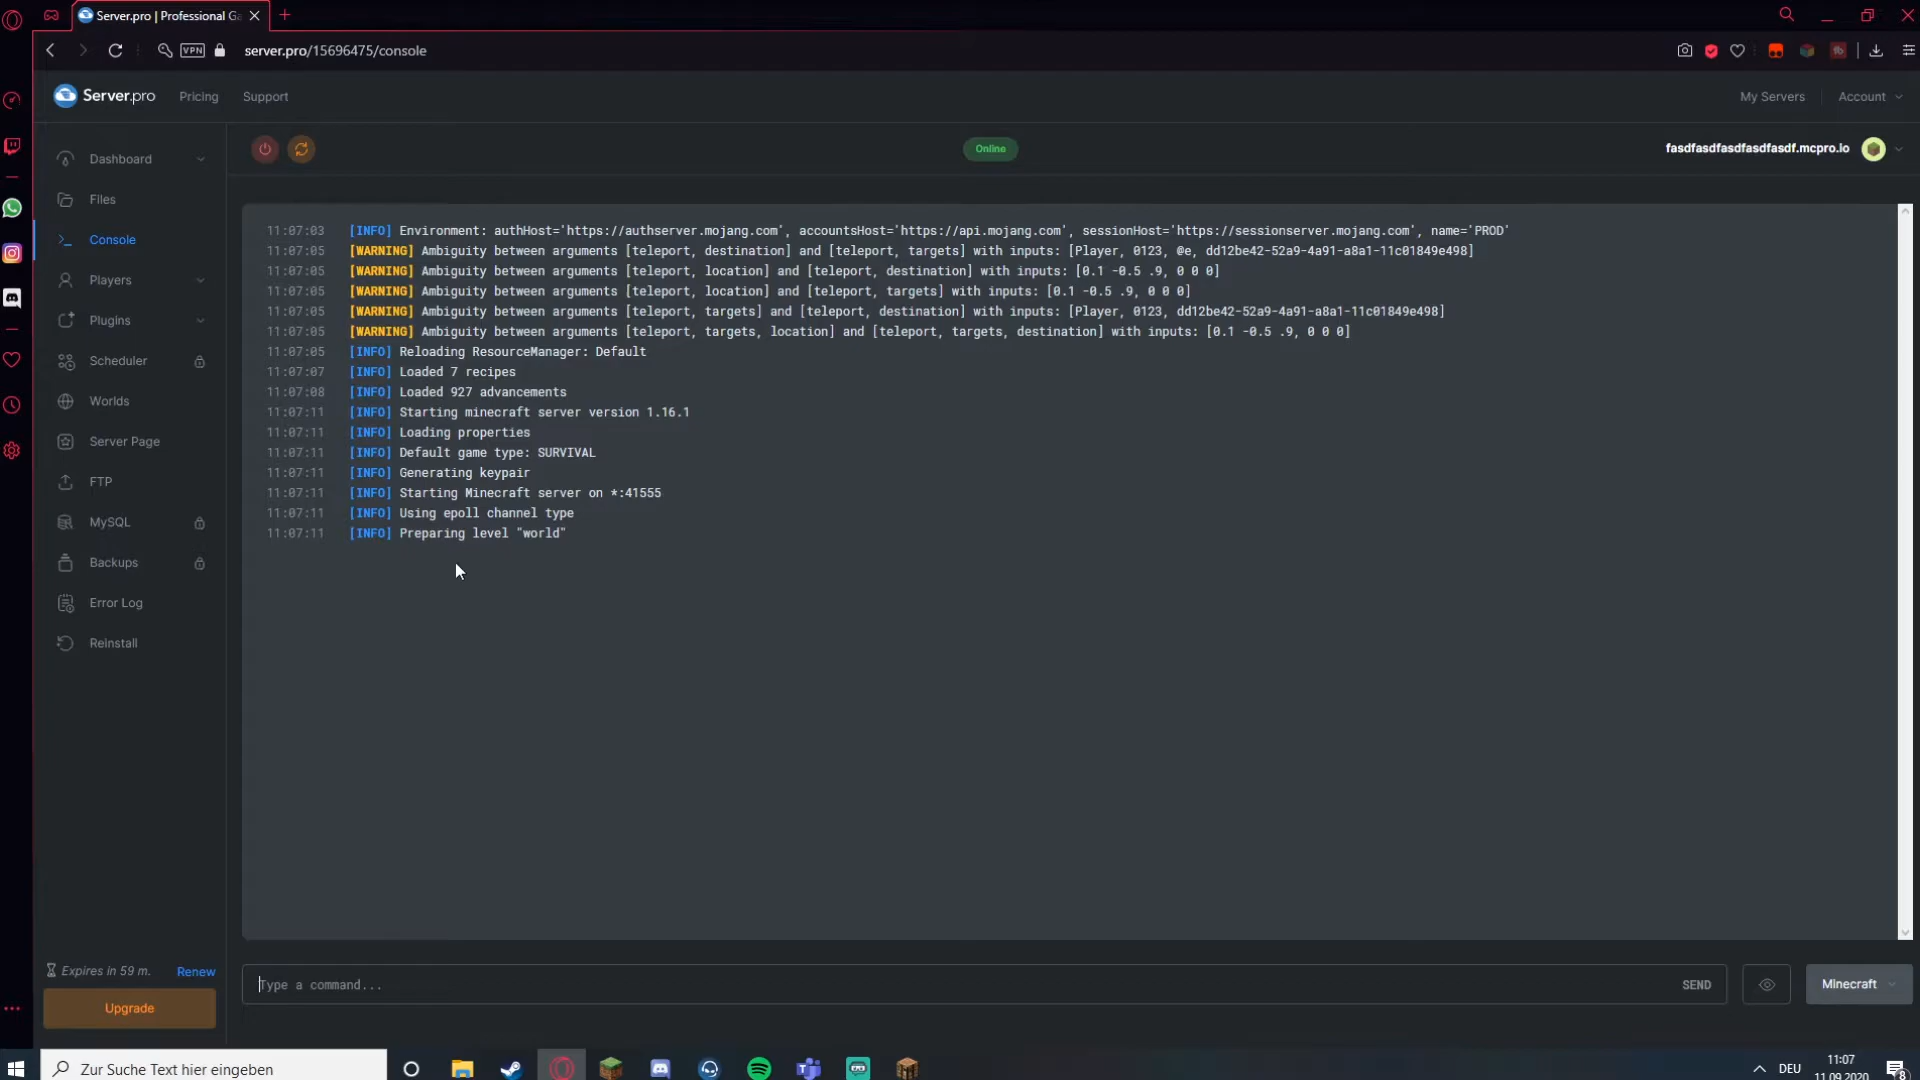 Server.pro | Professional Ga
VPN
server.pro/15696475/console
Server.pro
Pricing
Support
My Servers
Account
Dashboard
Files
Console
Players
Plugins
Scheduler
Worlds
Server Page
FTP
MySQL
Backups
Error Log
Reinstall
Online
fasdfasdfasdfasdfasdf.mcpro.io
11:07:03 [INFO] Environment: authHost='https://authserver.mojang.com', accountsHost='https://api.mojang.com', sessionHost='https://sessionserver.mojang.com', name='PROD'
11:07:05 [WARNING] Ambiguity between arguments [teleport, destination] and [teleport, targets] with inputs: [Player, 0123, @e, dd12be42-52a9-4a91-a8a1-11c01849e498]
11:07:05 [WARNING] Ambiguity between arguments [teleport, location] and [teleport, destination] with inputs: [0.1 -0.5 .9, 0 0 0]
11:07:05 [WARNING] Ambiguity between arguments [teleport, location] and [teleport, targets] with inputs: [0.1 -0.5 .9, 0 0 0]
11:07:05 [WARNING] Ambiguity between arguments [teleport, targets] and [teleport, destination] with inputs: [Player, 0123, dd12be42-52a9-4a91-a8a1-11c01849e498]
11:07:05 [WARNING] Ambiguity between arguments [teleport, targets, location] and [teleport, targets, destination] with inputs: [0.1 -0.5 .9, 0 0 0]
11:07:05 [INFO] Reloading ResourceManager: Default
11:07:07 [INFO] Loaded 7 recipes
11:07:08 [INFO] Loaded 927 advancements
11:07:11 [INFO] Starting minecraft server version 1.16.1
11:07:11 [INFO] Loading properties
11:07:11 [INFO] Default game type: SURVIVAL
11:07:11 [INFO] Generating keypair
11:07:11 [INFO] Starting Minecraft server on *:41555
11:07:11 [INFO] Using epoll channel type
11:07:11 [INFO] Preparing level "world"
Expires in 59 m.
Renew
Upgrade
Type a command...
SEND
Minecraft
Zur Suche Text hier eingeben
DEU
11:07
11.09.2020
8